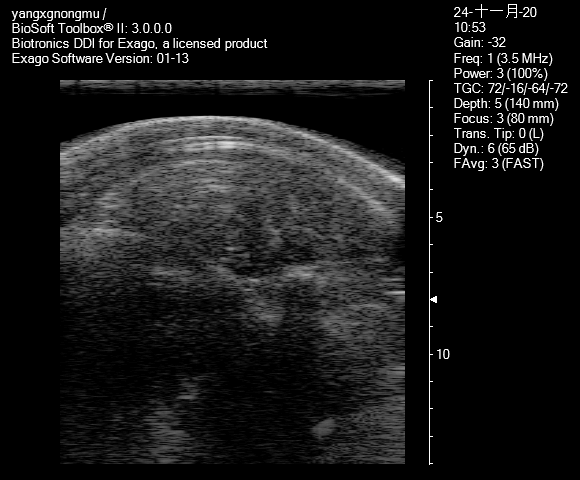 yangxgnongmu /
BioSoft Toolbox® II: 3.0.0.0
Biotronics DDI for Exago, a licensed product
Exago Software Version: 01-13
24-十一月-20
10:53
Gain: -32
Freq: 1 (3.5 MHz)
Power: 3 (100%)
TGC: 72/-16/-64/-72
Depth: 5 (140 mm)
Focus: 3 (80 mm)
Trans. Tip: 0 (L)
Dyn.: 6 (65 dB)
FAvg: 3 (FAST)
5
10